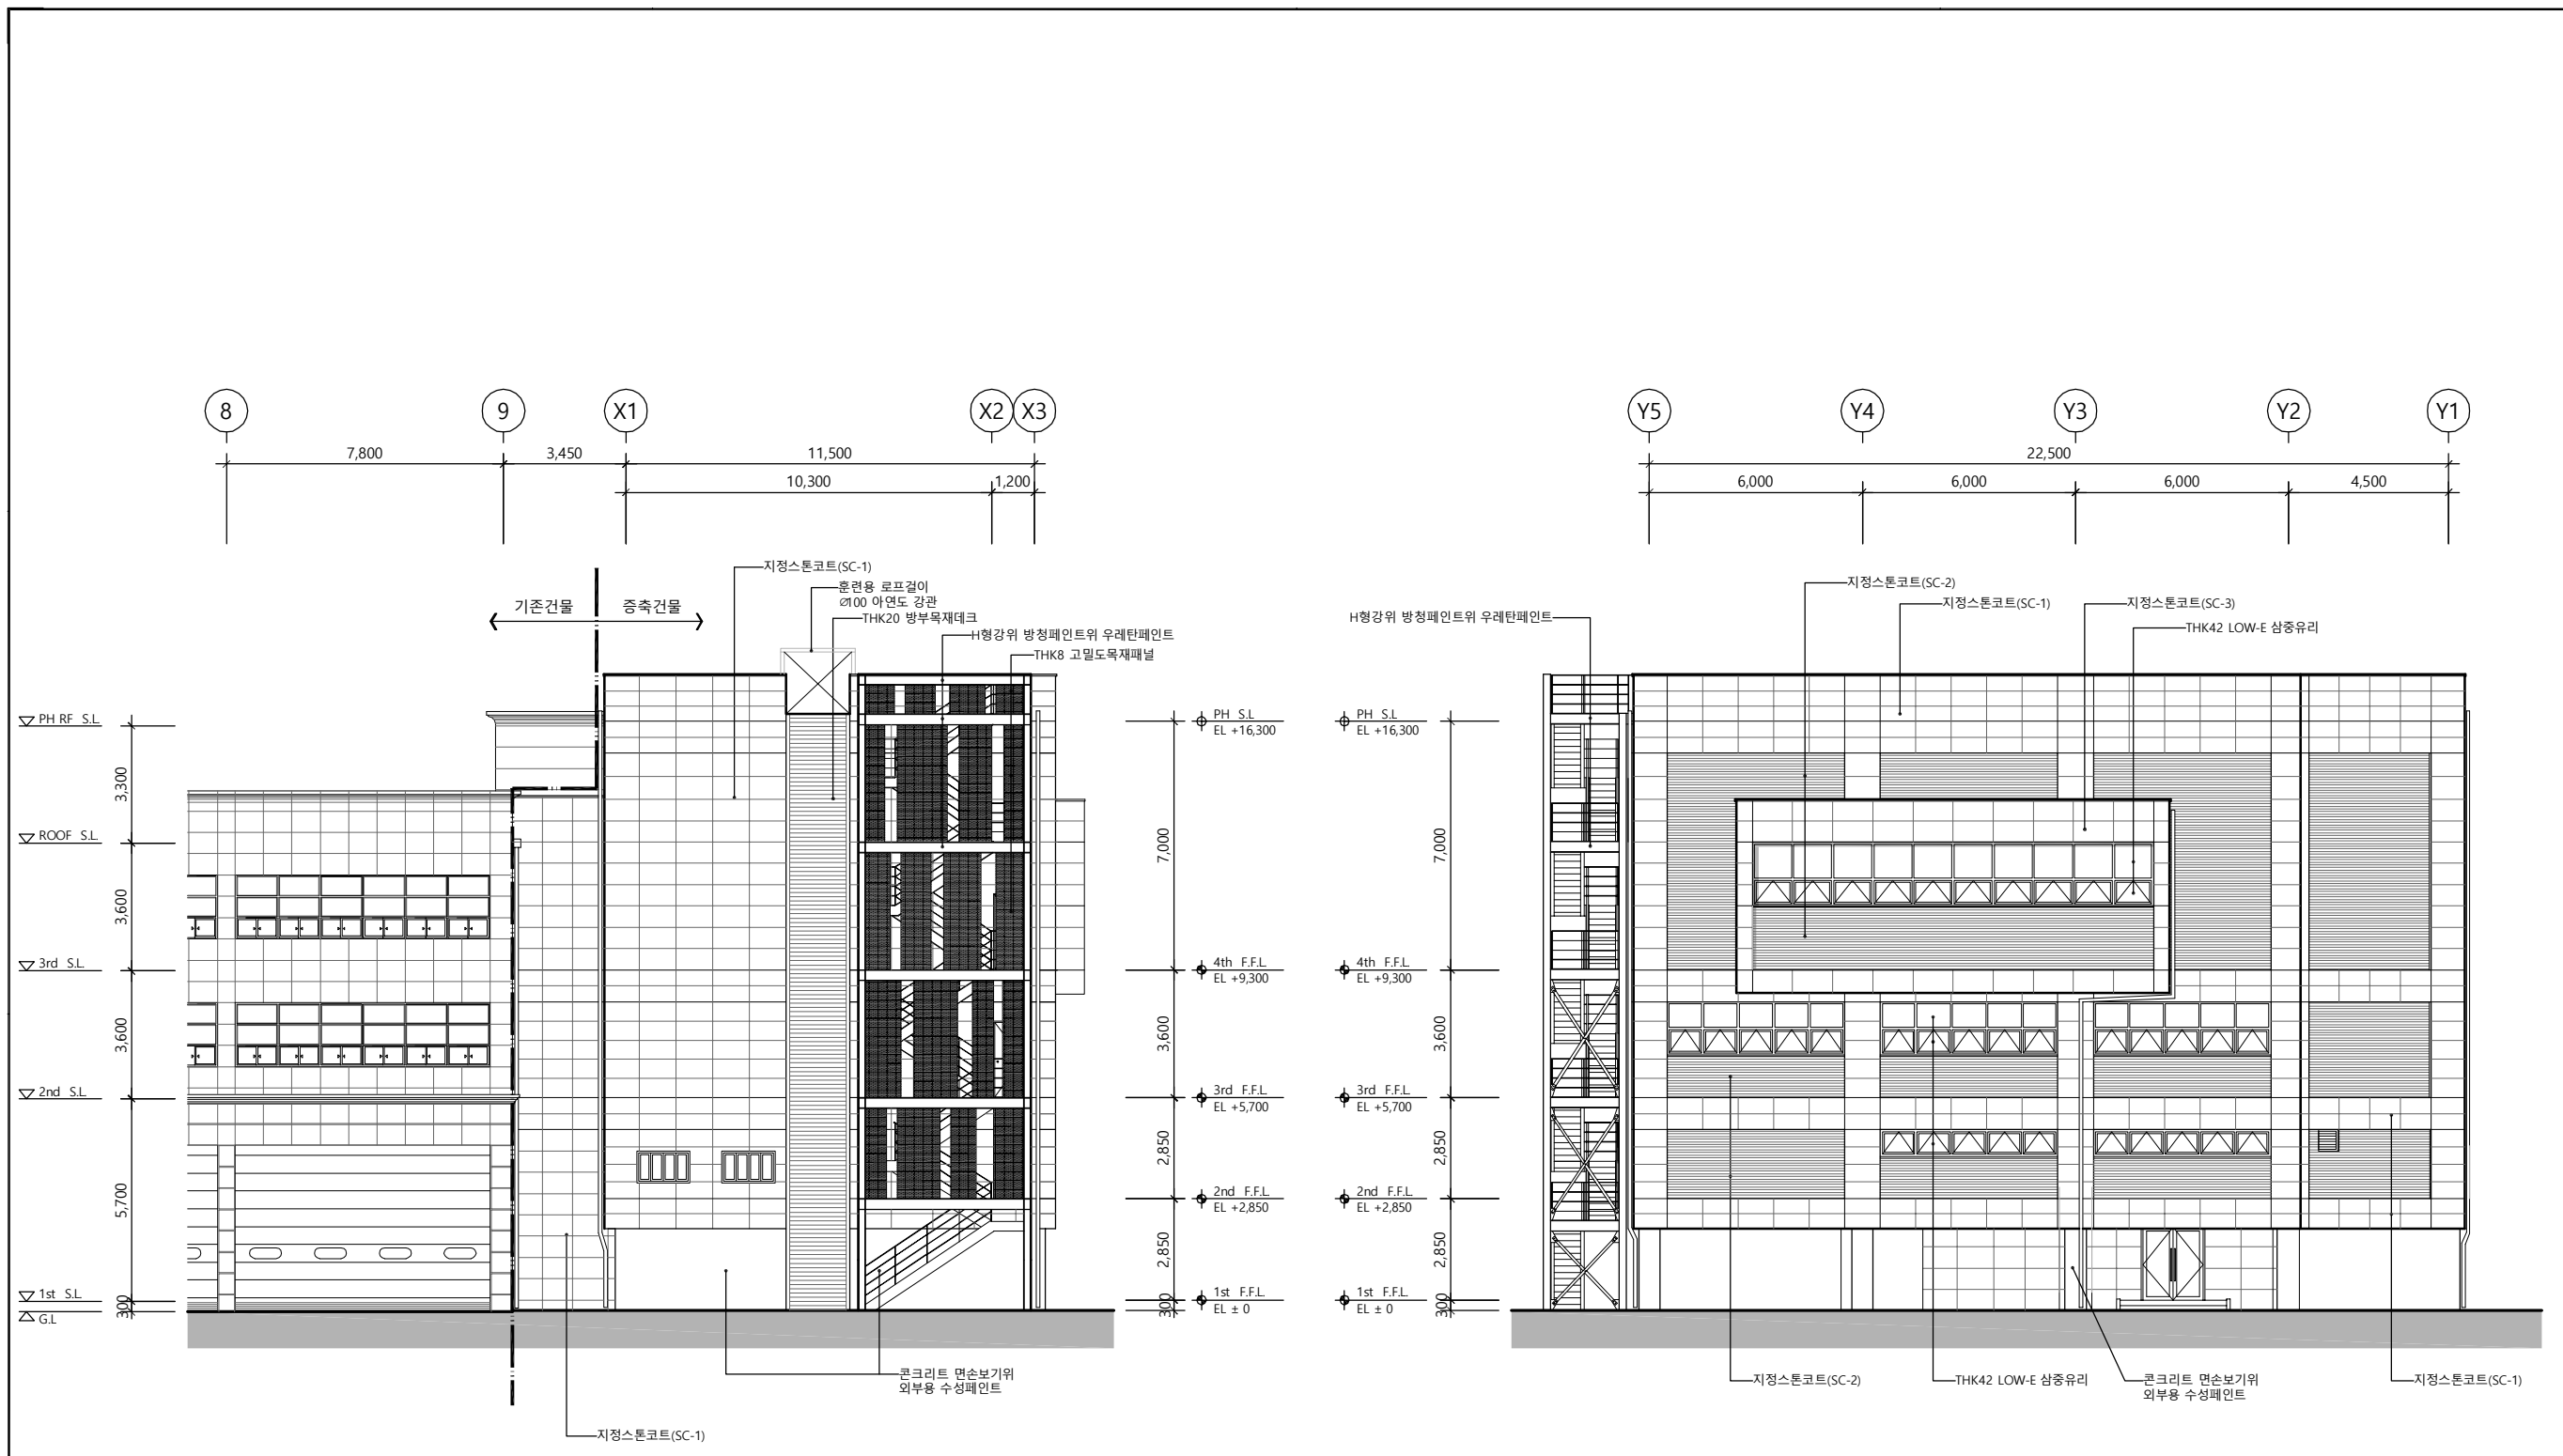 8
9
X1
X2
X3
Y5
Y4
Y3
Y2
Y1
7,800
3,450
11,500
22,500
10,300
1,200
6,000
6,000
6,000
4,500
지정스톤코트(SC-1)
훈련용 로프걸이
Ø100 아연도 강관
THK20 방부목재데크
H형강위 방청페인트위 우레탄페인트
THK8 고밀도목재패널
기존건물
증축건물
H형강위 방청페인트위 우레탄페인트
지정스톤코트(SC-2)
지정스톤코트(SC-1)
지정스톤코트(SC-3)
THK42 LOW-E 삼중유리
PH RF S.L
3,300
ROOF S.L
3,600
3rd S.L
3,600
2nd S.L
5,700
1st S.L
300
G.L
PH S.L
EL +16,300
7,000
4th F.F.L
EL +9,300
3,600
3rd F.F.L
EL +5,700
2,850
2nd F.F.L
EL +2,850
2,850
1st F.F.L
EL ± 0
300
PH S.L
EL +16,300
7,000
4th F.F.L
EL +9,300
3,600
3rd F.F.L
EL +5,700
2,850
2nd F.F.L
EL +2,850
2,850
1st F.F.L
EL ± 0
300
콘크리트 면손보기위
외부용 수성페인트
지정스톤코트(SC-1)
지정스톤코트(SC-2)
THK42 LOW-E 삼중유리
콘크리트 면손보기위
외부용 수성페인트
지정스톤코트(SC-1)